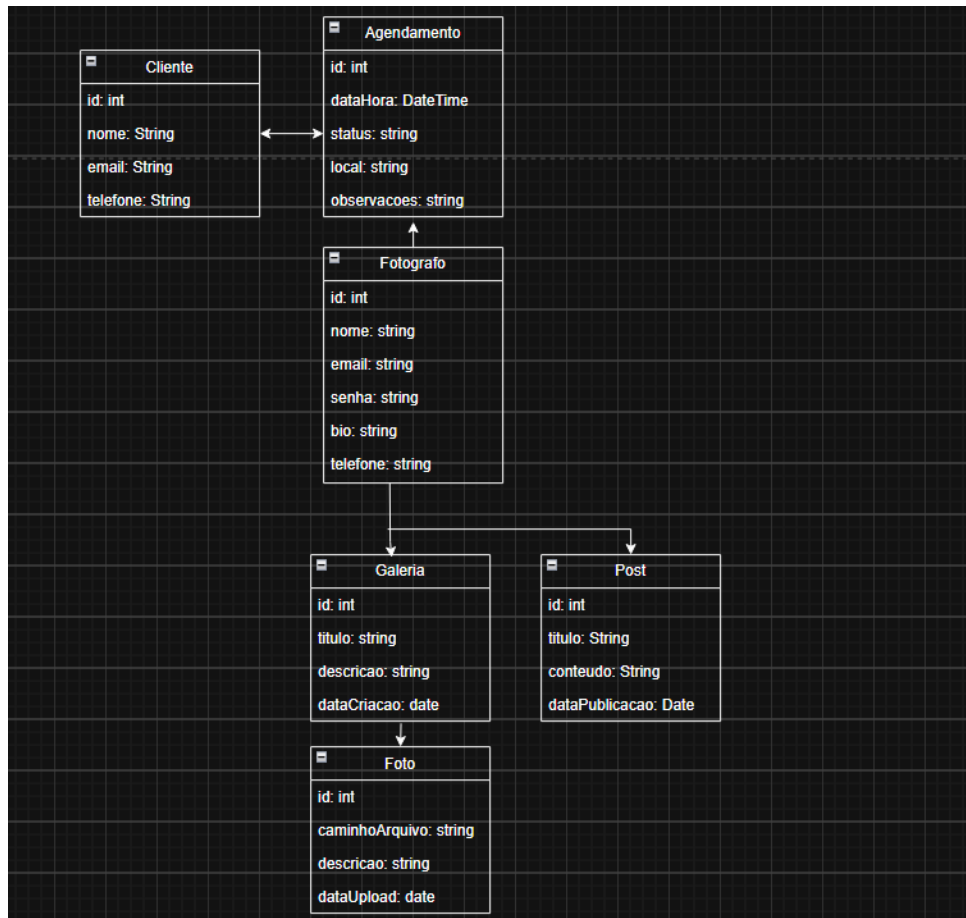 Agendamento
id: int
dataHora: DateTime
status: string
local: string
observacoes: string
Cliente
id: int
nome: String
email: String
telefone: String
Fotografo
id: int
nome: string
email: string
senha: string
bio: string
telefone: string
Galeria
id: int
titulo: string
descricao: string
dataCriacao: date
Post
id: int
titulo: String
conteudo: String
dataPublicacao: Date
Foto
id: int
caminhoArquivo: string
descricao: string
dataUpload: date